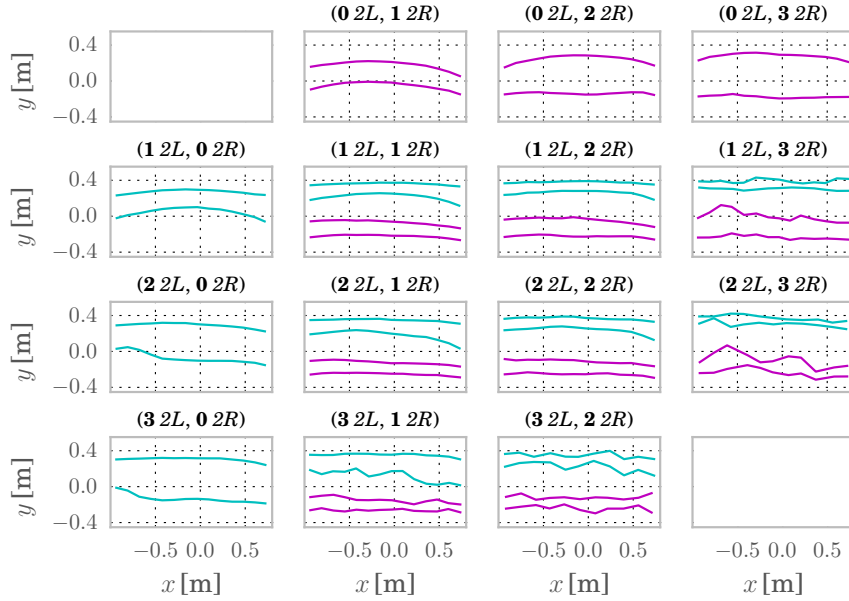 (0 2L, 1 2R) (0 2L, 2 2R) (0 2L, 3 2R)
0.4
0.0
−0.4
y [m]
(1 2L, 0 2R) (1 2L, 1 2R) (1 2L, 2 2R) (1 2L, 3 2R)
0.4
0.0
−0.4
y [m]
(2 2L, 0 2R) (2 2L, 1 2R) (2 2L, 2 2R) (2 2L, 3 2R)
0.4
0.0
−0.4
y [m]
(3 2L, 0 2R) (3 2L, 1 2R) (3 2L, 2 2R)
0.4
0.0
−0.4
y [m]
−0.5 0.0 0.5 −0.5 0.0 0.5 −0.5 0.0 0.5 −0.5 0.0 0.5
x [m] x [m] x [m] x [m]